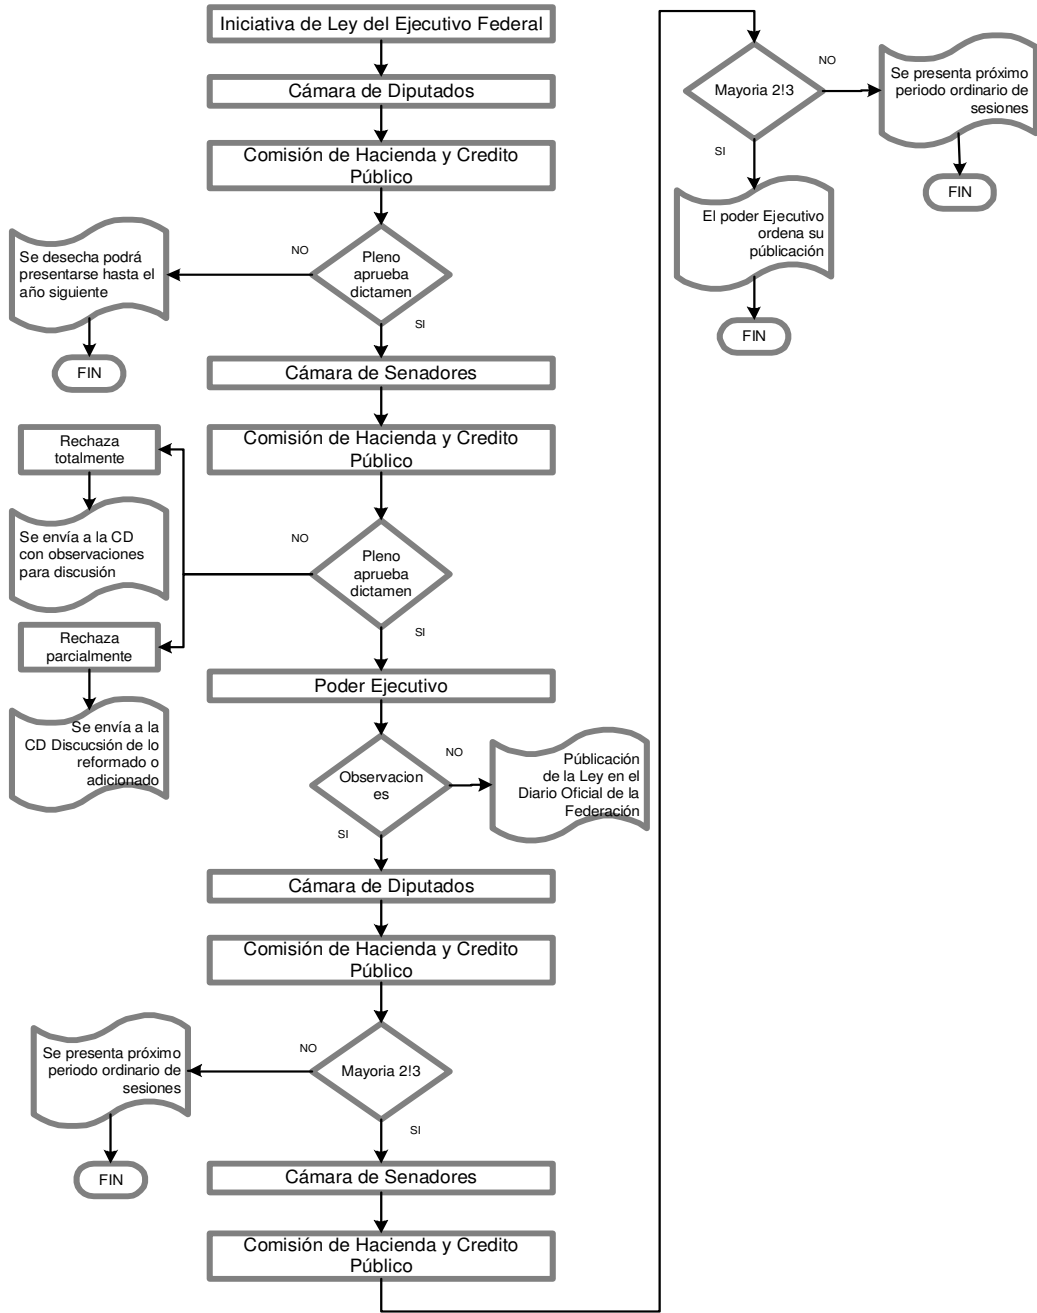 Iniciativa de Ley del Ejecutivo Federal
Cámara de Diputados
Comisión de Hacienda y Credito
Público
Pleno
aprueba
dictamen
NO
Se desecha podrá
presentarse hasta el
año siguiente
FIN
SI
Cámara de Senadores
Comisión de Hacienda y Credito
Público
Pleno
aprueba
dictamen
NO
Rechaza
totalmente
Se envía a la CD
con observaciones
para discusión
Rechaza
parcialmente
Se envía a la
CD Discucsión de lo
reformado o
adicionado
SI
Poder Ejecutivo
Observacion
es
NO
Públicación
de la Ley en el
Diario Oficial de la
Federación
SI
Cámara de Diputados
Comisión de Hacienda y Credito
Público
Mayoria 2!3
NO
Se presenta próximo
periodo ordinario de
sesiones
FIN
SI
Cámara de Senadores
Comisión de Hacienda y Credito
Público
Mayoria 2!3
NO
Se presenta próximo
periodo ordinario de
sesiones
FIN
SI
El poder Ejecutivo
ordena su
públicación
FIN